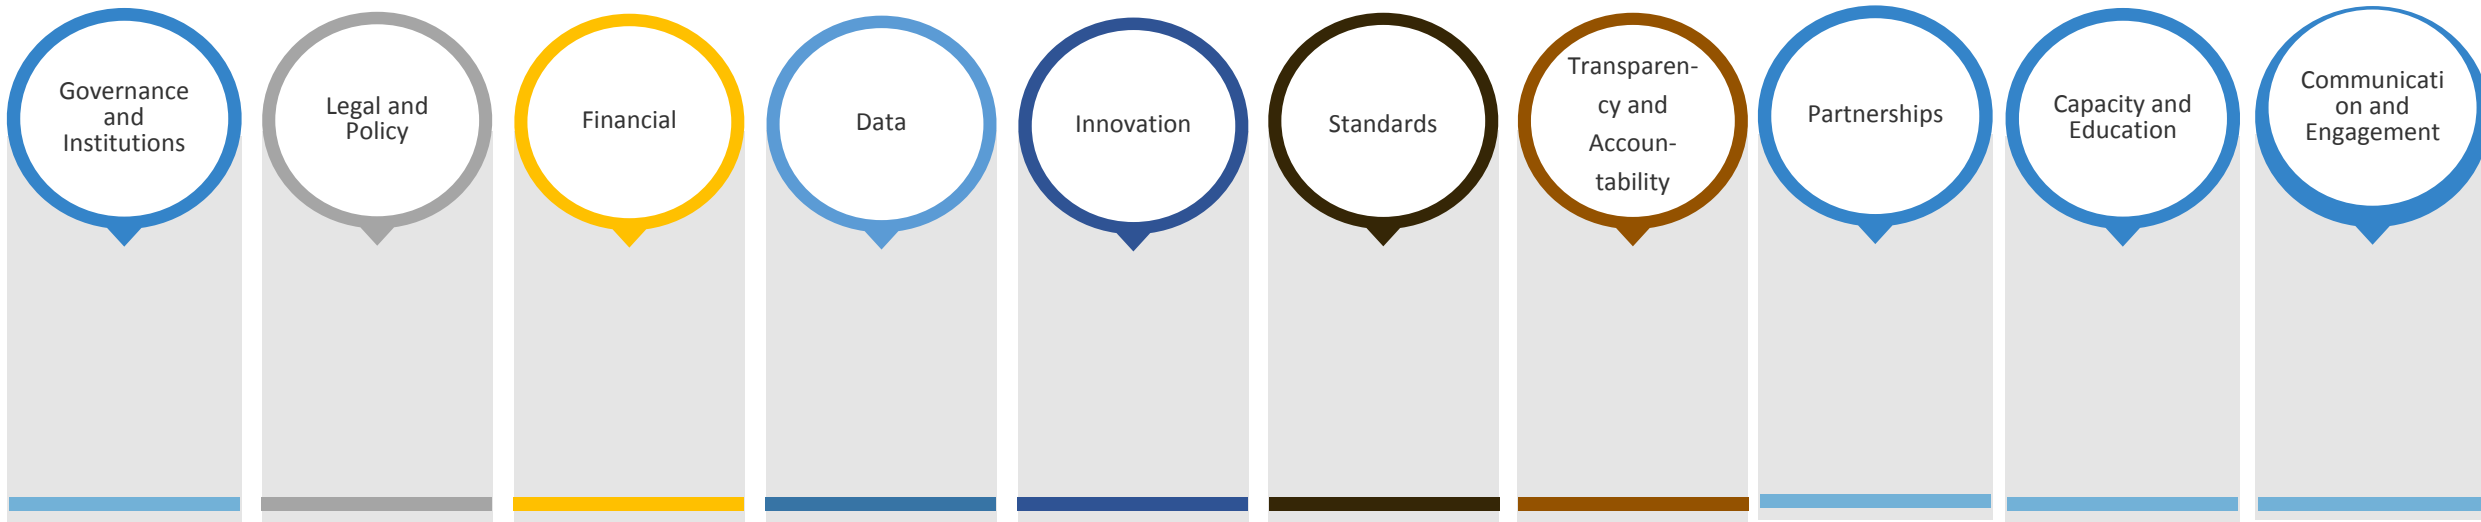 Governance
and
Institutions
Legal and
Policy
Financial
Data
Innovation
Standards
Transparen-
cy and
Accoun-
tability
Partnerships
Capacity and
Education
Communicati
on and
Engagement